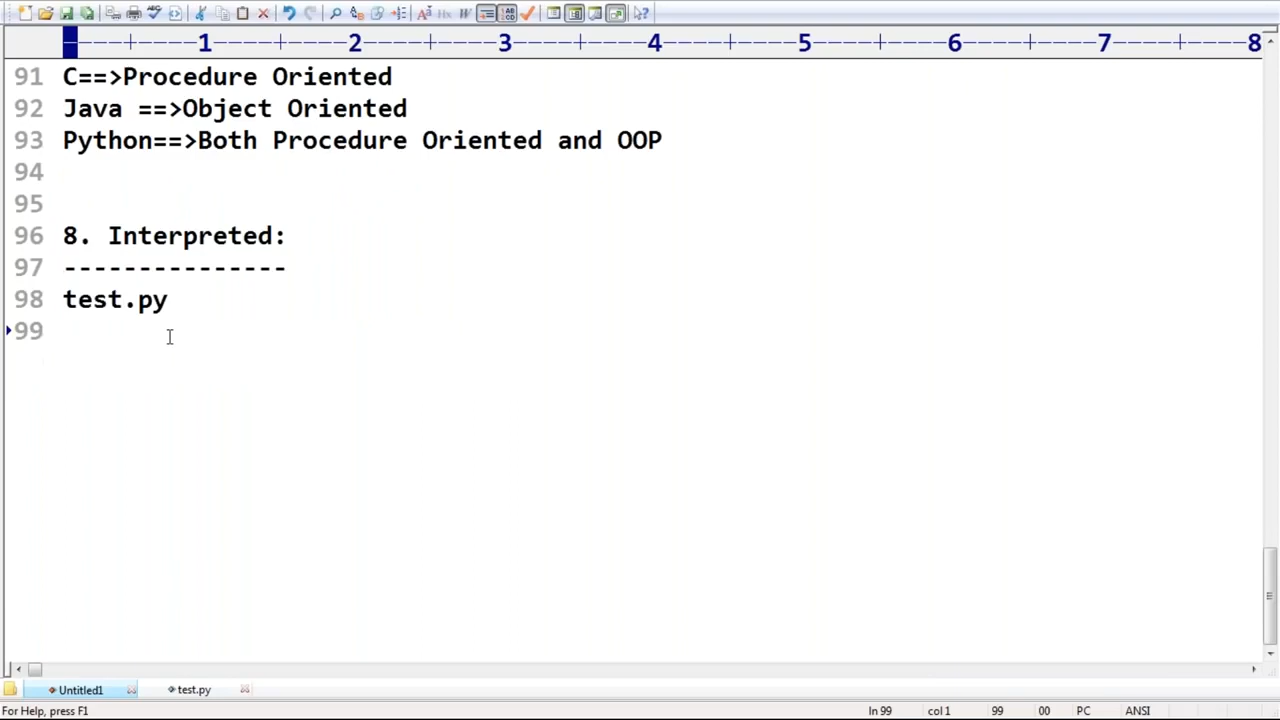 1 2 3 4 5 6 7 8
91 C==>Procedure Oriented
92 Java ==>Object Oriented
93 Python==>Both Procedure Oriented and OOP
94
95
96 8. Interpreted:
97 ---------------
98 test.py
99
Untitled1 test.py
For Help, press F1 ln 99 col 1 99 00 PC ANSI